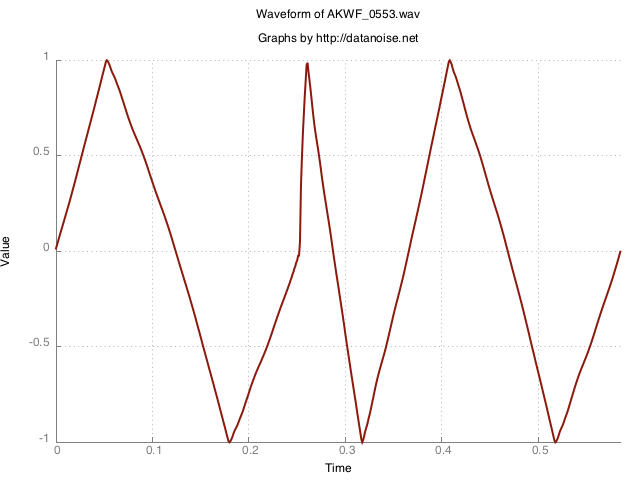 Waveform of AKWF_0553.wav
Graphs by http://datanoise.net
1
0.5
0
-0.5
-1
Value
0 0.1 0.2 0.3 0.4 0.5
Time